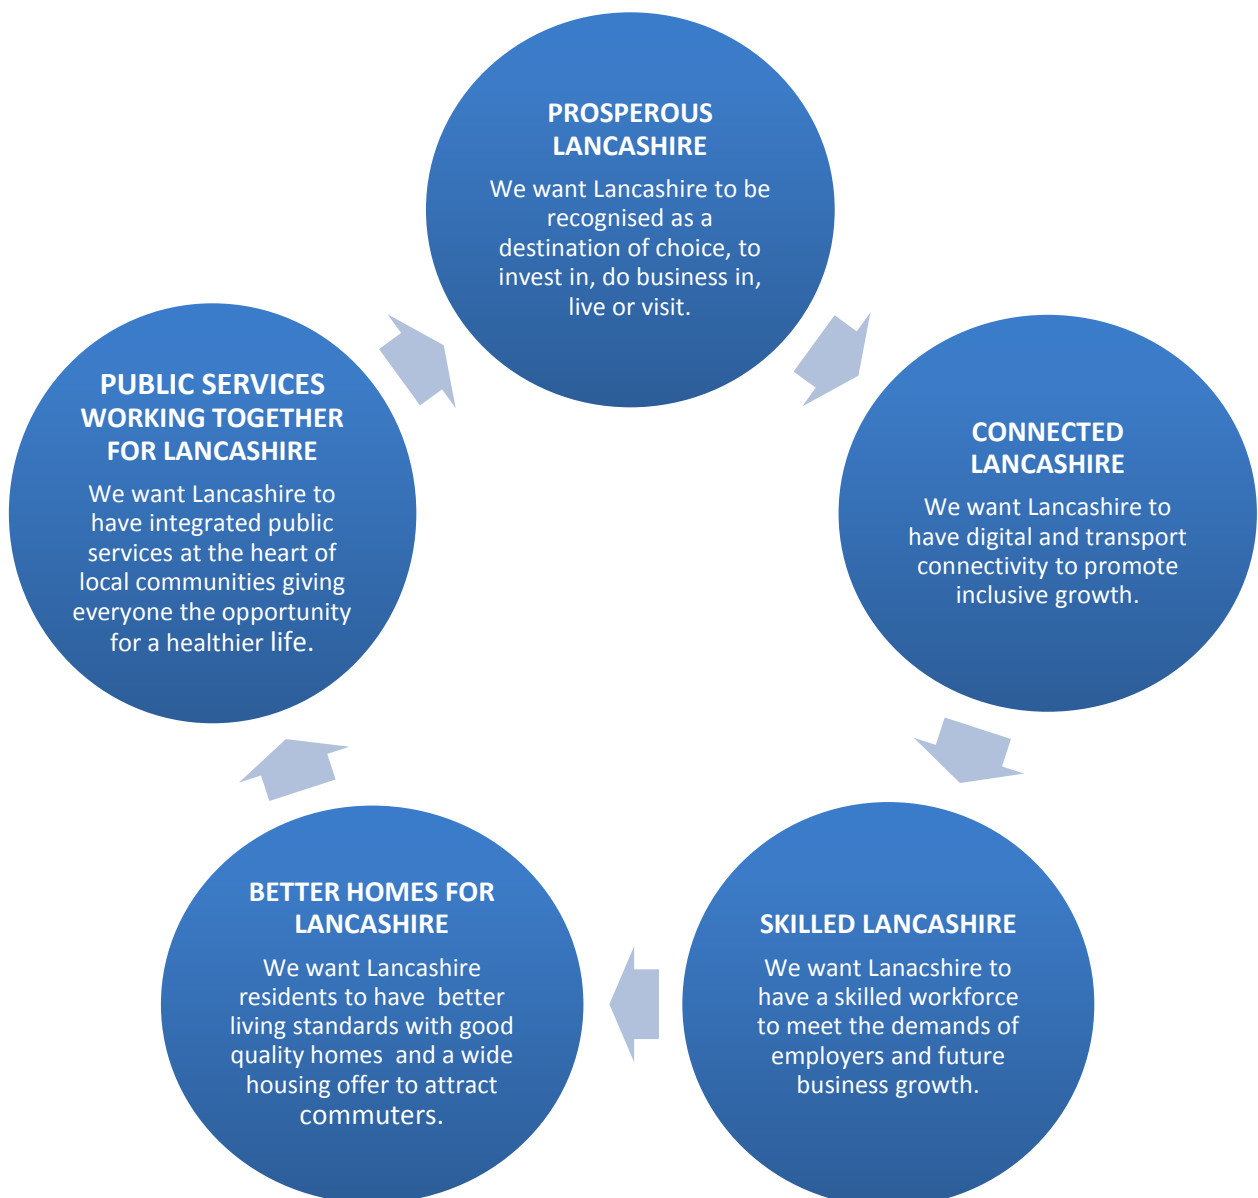 PROSPEROUS
LANCASHIRE
We want Lancashire to be
recognised as a
destination of choice, to
invest in, do business in,
live or visit.
CONNECTED
LANCASHIRE
We want Lancashire to
have digital and transport
connectivity to promote
inclusive growth.
SKILLED LANCASHIRE
We want Lanacshire to
have a skilled workforce
to meet the demands of
employers and future
business growth.
BETTER HOMES FOR
LANCASHIRE
We want Lancashire
residents to have  better
living standards with good
quality homes  and a wide
housing offer to attract
commuters.
PUBLIC SERVICES
WORKING TOGETHER
FOR LANCASHIRE
We want Lancashire to
have integrated public
services at the heart of
local communities giving
everyone the opportunity
for a healthier life.